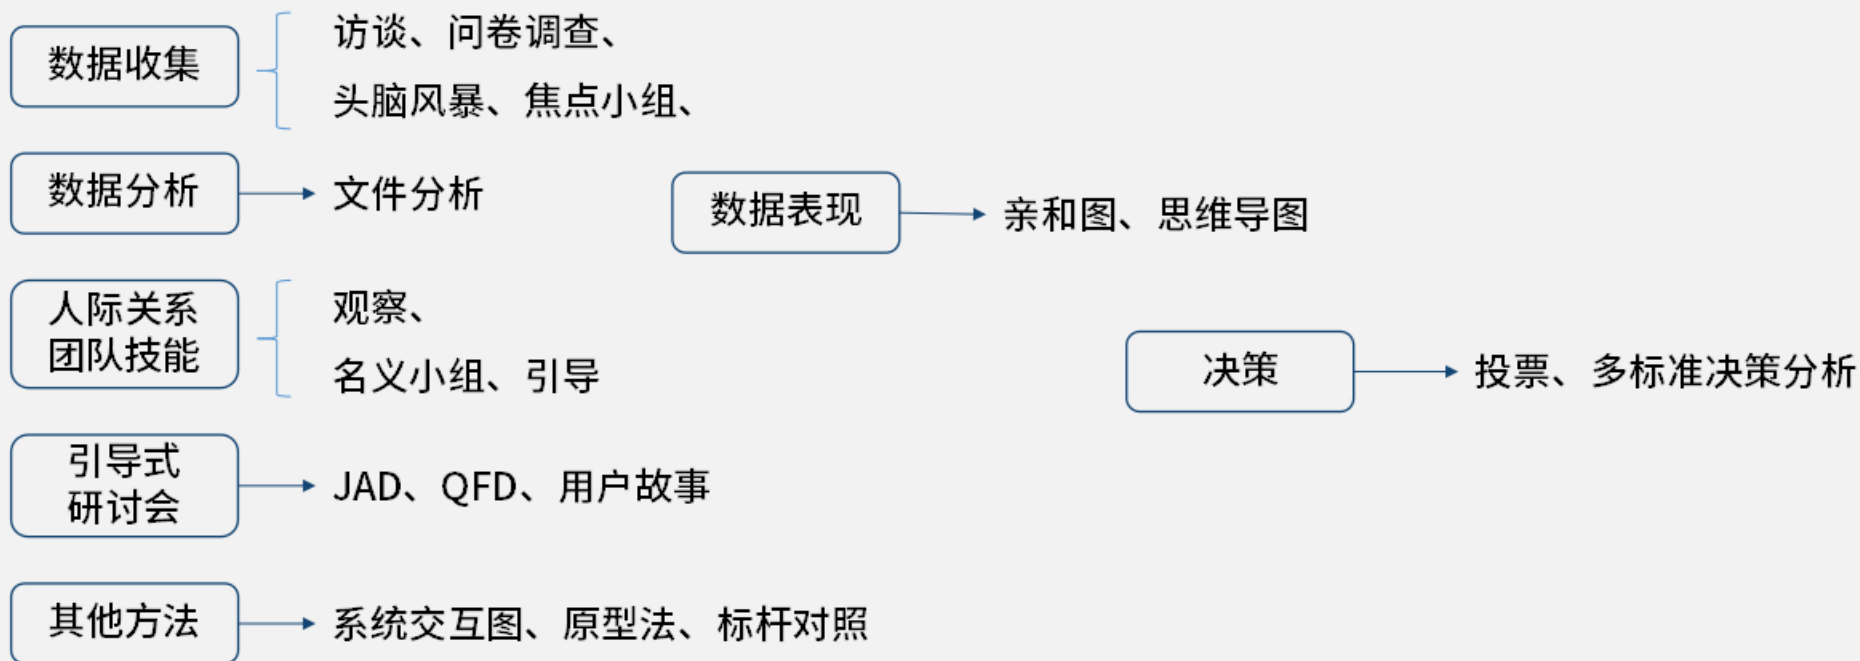 数据收集
访谈、问卷调查、
头脑风暴、焦点小组、
数据分析
文件分析
数据表现
亲和图、思维导图
人际关系
团队技能
观察、
名义小组、引导
决策
投票、多标准决策分析
引导式
研讨会
JAD、QFD、用户故事
其他方法
系统交互图、原型法、标杆对照